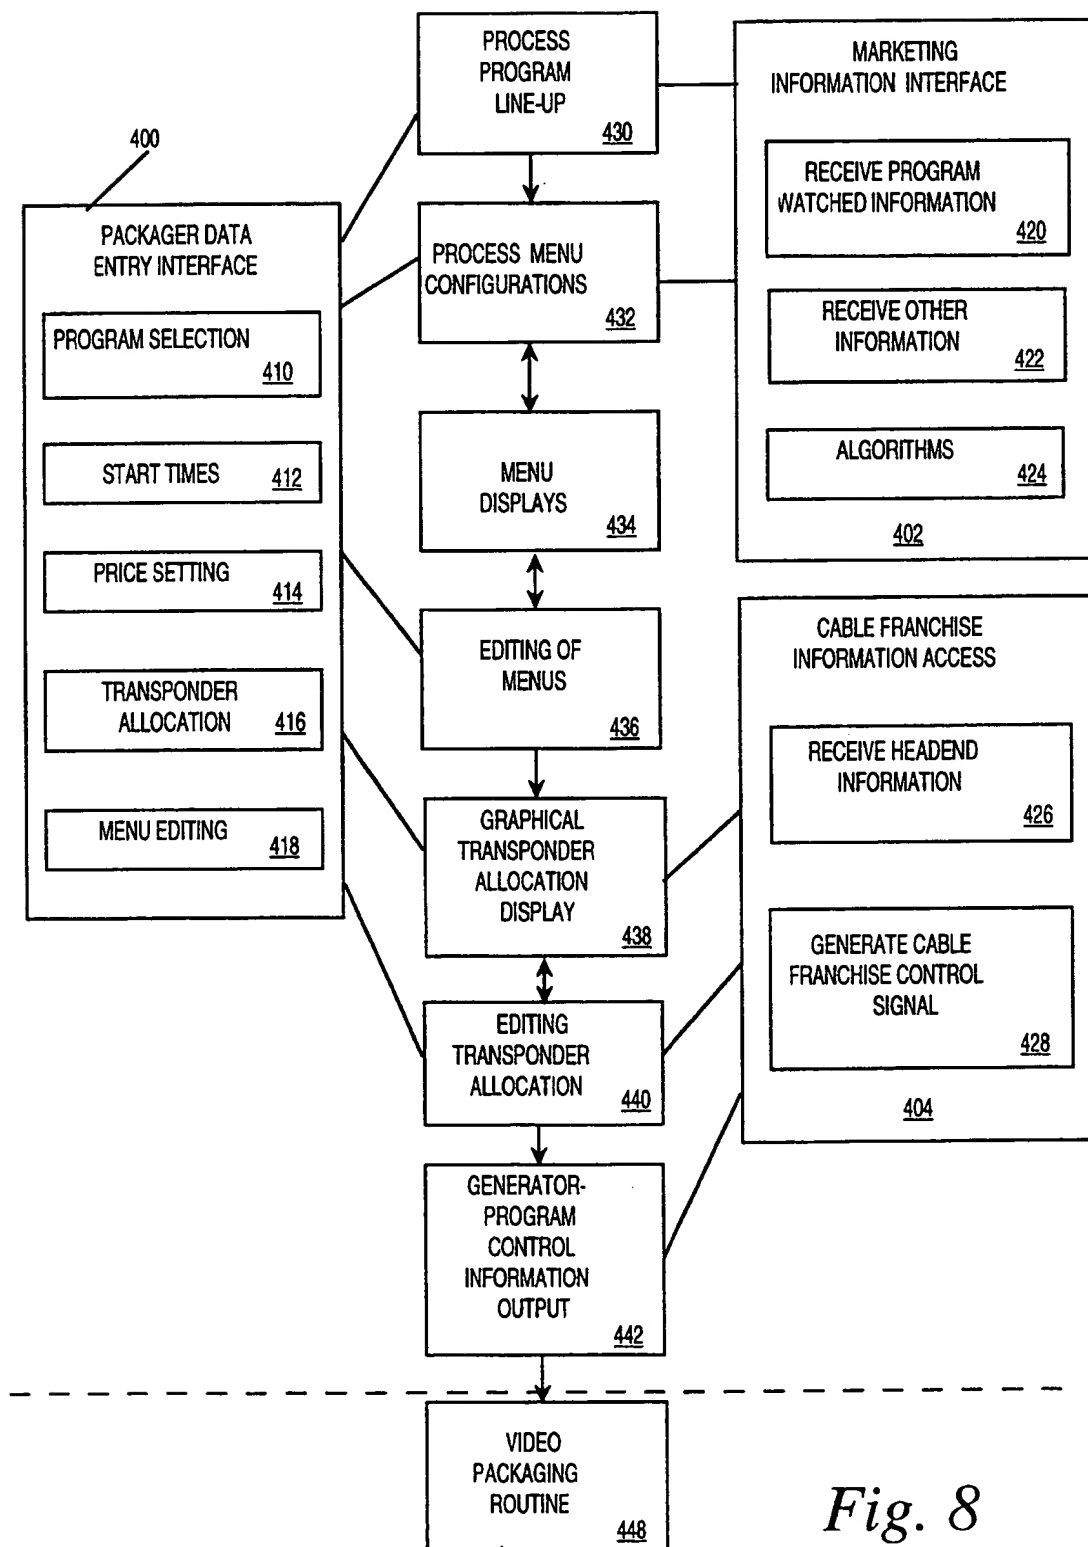 PROCESS
PROGRAM
LINE-UP
430
MARKETING
INFORMATION INTERFACE
RECEIVE PROGRAM
WATCHED INFORMATION
420
RECEIVE OTHER
INFORMATION
422
ALGORITHMS
424
402
400
PACKAGER DATA
ENTRY INTERFACE
PROGRAM SELECTION
410
START TIMES 412
PRICE SETTING
414
TRANSPONDER
ALLOCATION 416
MENU EDITING 418
PROCESS MENU
CONFIGURATIONS
432
MENU
DISPLAYS
434
EDITING OF
MENUS
436
GRAPHICAL
TRANSPONDER
ALLOCATION
DISPLAY
438
EDITING
TRANSPONDER
ALLOCATION
440
CABLE FRANCHISE
INFORMATION ACCESS
RECEIVE HEADEND
INFORMATION
426
GENERATE CABLE
FRANCHISE CONTROL
SIGNAL
428
404
GENERATOR-
PROGRAM
CONTROL
INFORMATION
OUTPUT
442
VIDEO
PACKAGING
ROUTINE
448
Fig. 8